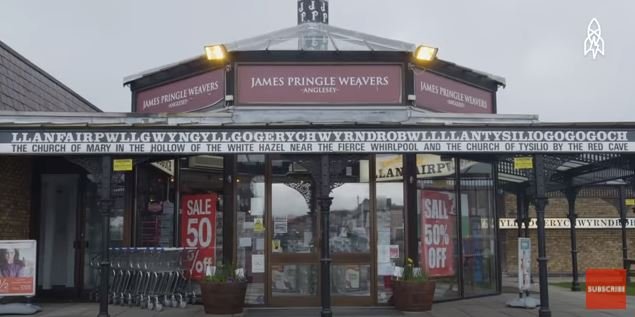 JPJP
JAMES PRINGLE WEAVERS
-ANGLESEY-
JAMES PRINGLE WEAVERS
-ANGLESEY-
JAMES PRINGLE WEAVERS
-ANGLESEY-
LLANFAIRPWLLGWYNGYLLGOGERYCHWYRNDROBWLLLLANTYSILIOGOGOGOCH
THE CHURCH OF MARY IN THE HOLLOW OF THE WHITE HAZEL NEAR THE FIERCE WHIRLPOOL AND THE CHURCH OF TYSILIO BY THE RED CAVE
SALE
50
% off
SALE
50%
OFF
SUBSCRIBE